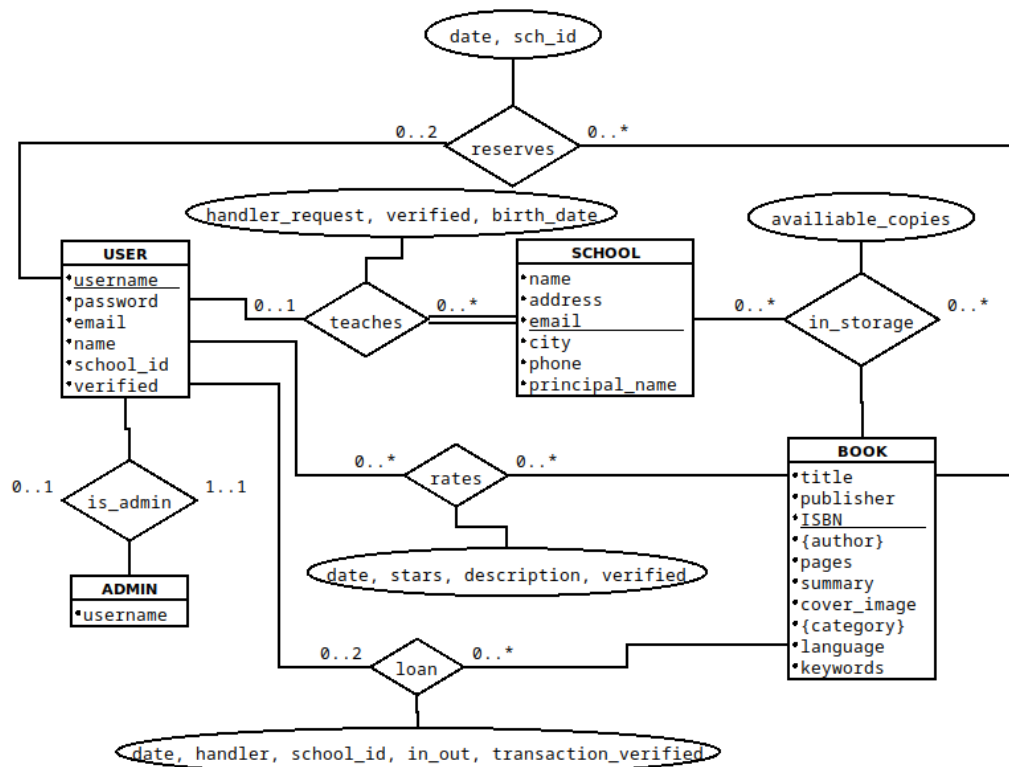 date, sch_id
0..2
0..*
reserves
handler_request, verified, birth_date
availiable_copies
USER
username
password
email
name
school_id
verified
0..1
teaches
0..*
SCHOOL
name
address
email
city
phone
principal_name
0..*
in_storage
0..*
0..1
is_admin
1..1
ADMIN
username
0..*
rates
0..*
date, stars, description, verified
BOOK
title
publisher
ISBN
{author}
pages
summary
cover_image
{category}
language
keywords
0..2
loan
0..*
date, handler, school_id, in_out, transaction_verified